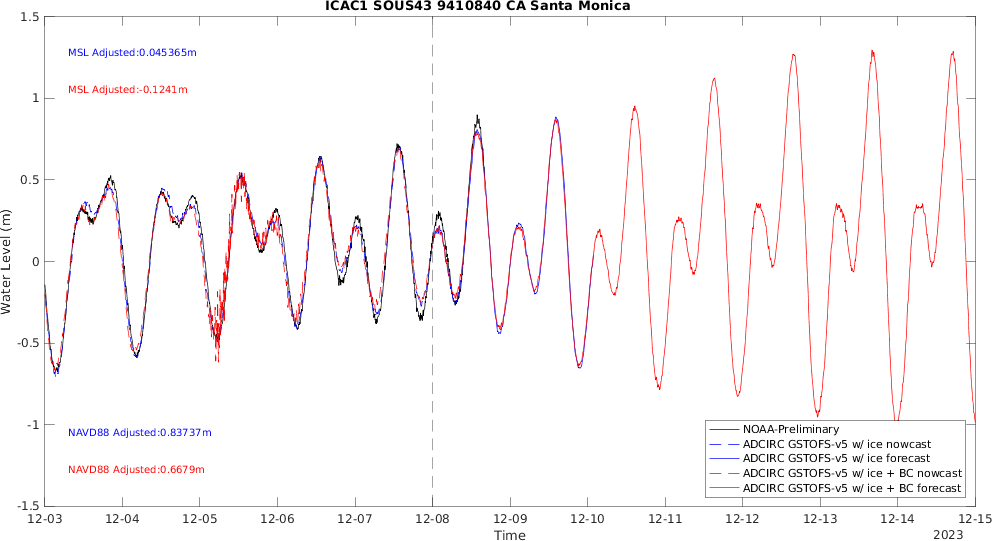 ICAC1 SOUS43 9410840 CA Santa Monica
1.5
1
0.5
0
-0.5
-1
-1.5
Water Level (m)
MSL Adjusted:0.045365m
MSL Adjusted:-0.1241m
NAVD88 Adjusted:0.83737m
NAVD88 Adjusted:0.6679m
NOAA-Preliminary
ADCIRC GSTOFS-v5 w/ ice nowcast
ADCIRC GSTOFS-v5 w/ ice forecast
ADCIRC GSTOFS-v5 w/ ice + BC nowcast
ADCIRC GSTOFS-v5 w/ ice + BC forecast
12-03 12-04 12-05 12-06 12-07 12-08 12-09 12-10 12-11 12-12 12-13 12-14 12-15
Time
2023